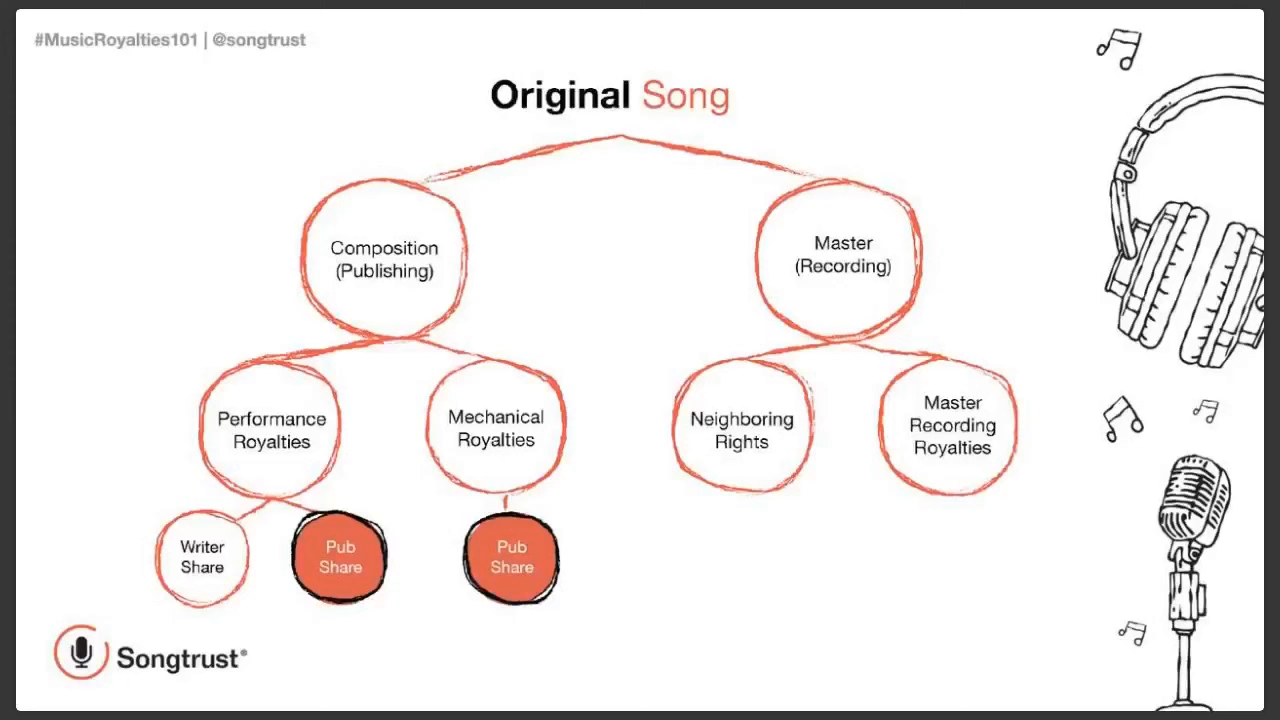 #MusicRoyalties101 | @songtrust
Original Song
Composition
(Publishing)
Master
(Recording)
Performance
Royalties
Mechanical
Royalties
Neighboring
Rights
Master
Recording
Royalties
Writer
Share
Pub
Share
Pub
Share
Songtrust®